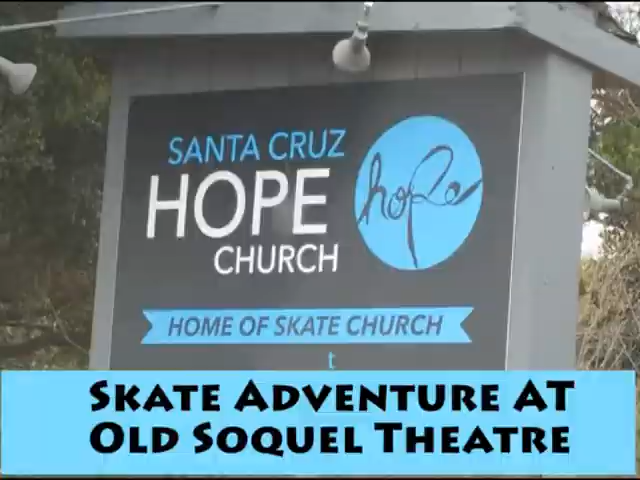 SANTA CRUZ
HOPE
CHURCH
hope
HOME OF SKATE CHURCH
t
SKATE ADVENTURE AT
OLD SOQUEL THEATRE